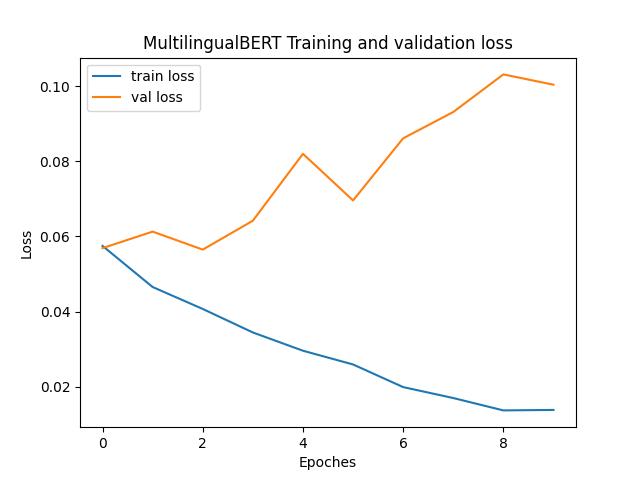 MultilingualBERT Training and validation loss
train loss
val loss
0.10
0.08
0.06
0.04
0.02
Loss
0 2 4 6 8
Epoches